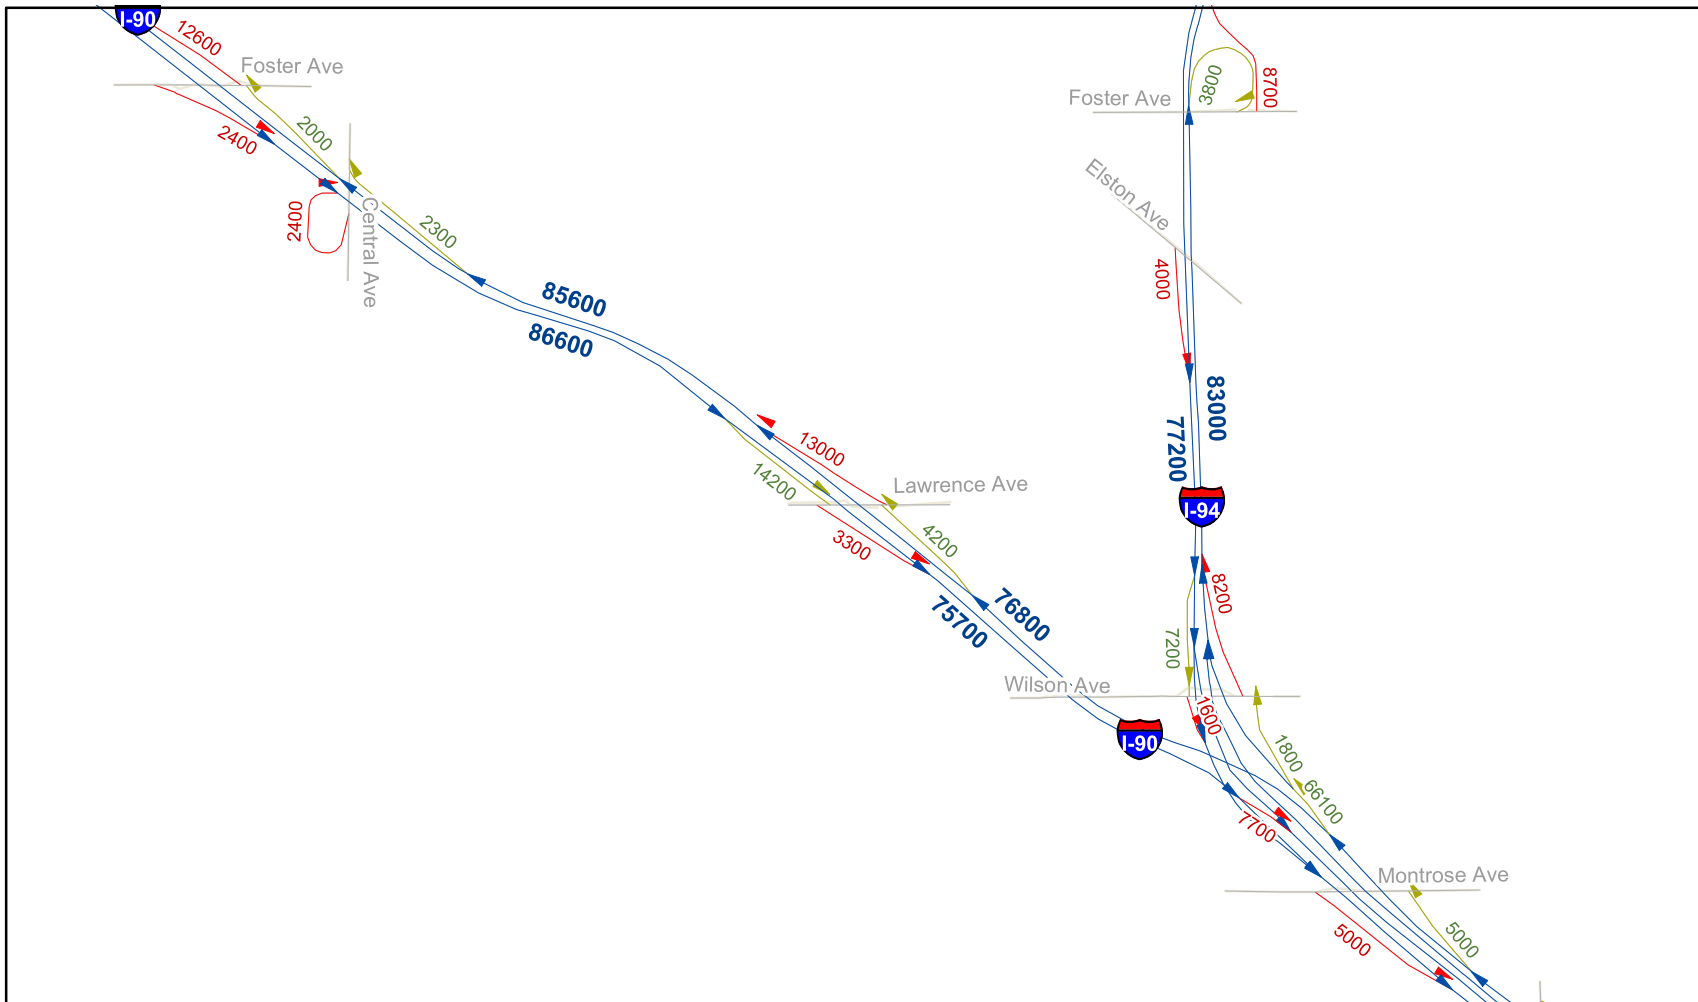 I-90
12600
Foster Ave
2400
2000
2400
Central Ave
2300
85600
86600
13000
14200
Lawrence Ave
3300
4200
76800
75700
Foster Ave
3800
8700
Elston Ave
4000
83000
77200
I-94
8200
7200
Wilson Ave
1600
I-90
1800
66100
7700
Montrose Ave
5000
5000